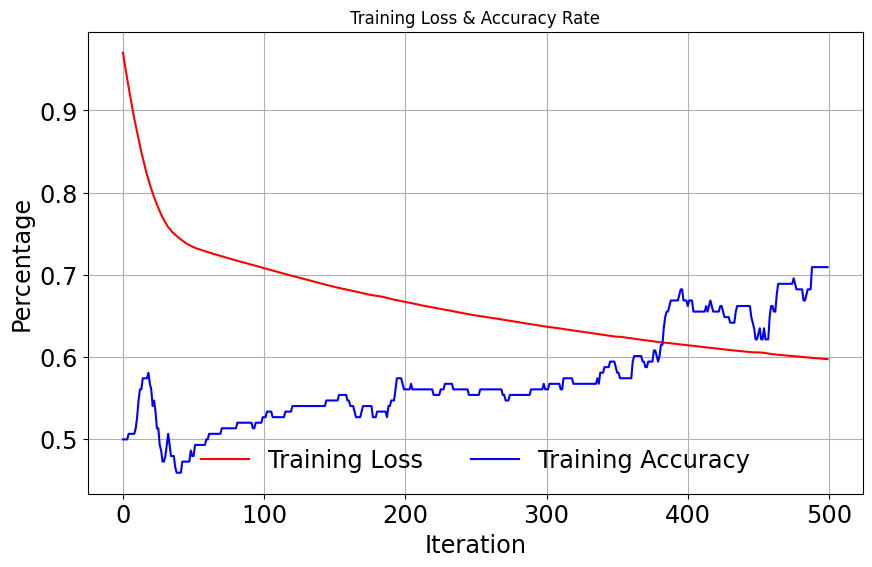 Training Loss & Accuracy Rate
0.9
0.8
0.7
0.6
0.5
Percentage
Training Loss
Training Accuracy
0 100 200 300 400 500
Iteration